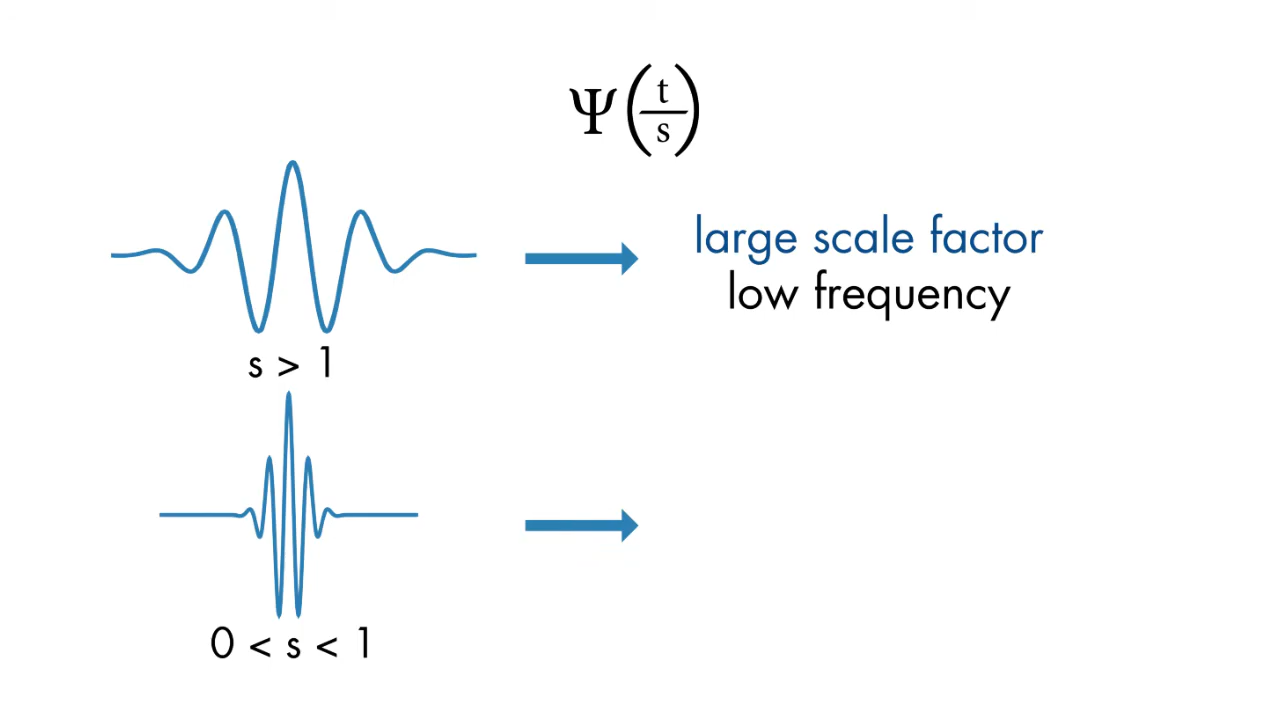 Ψ(t/s)
large scale factor
low frequency
s > 1
0 < s < 1